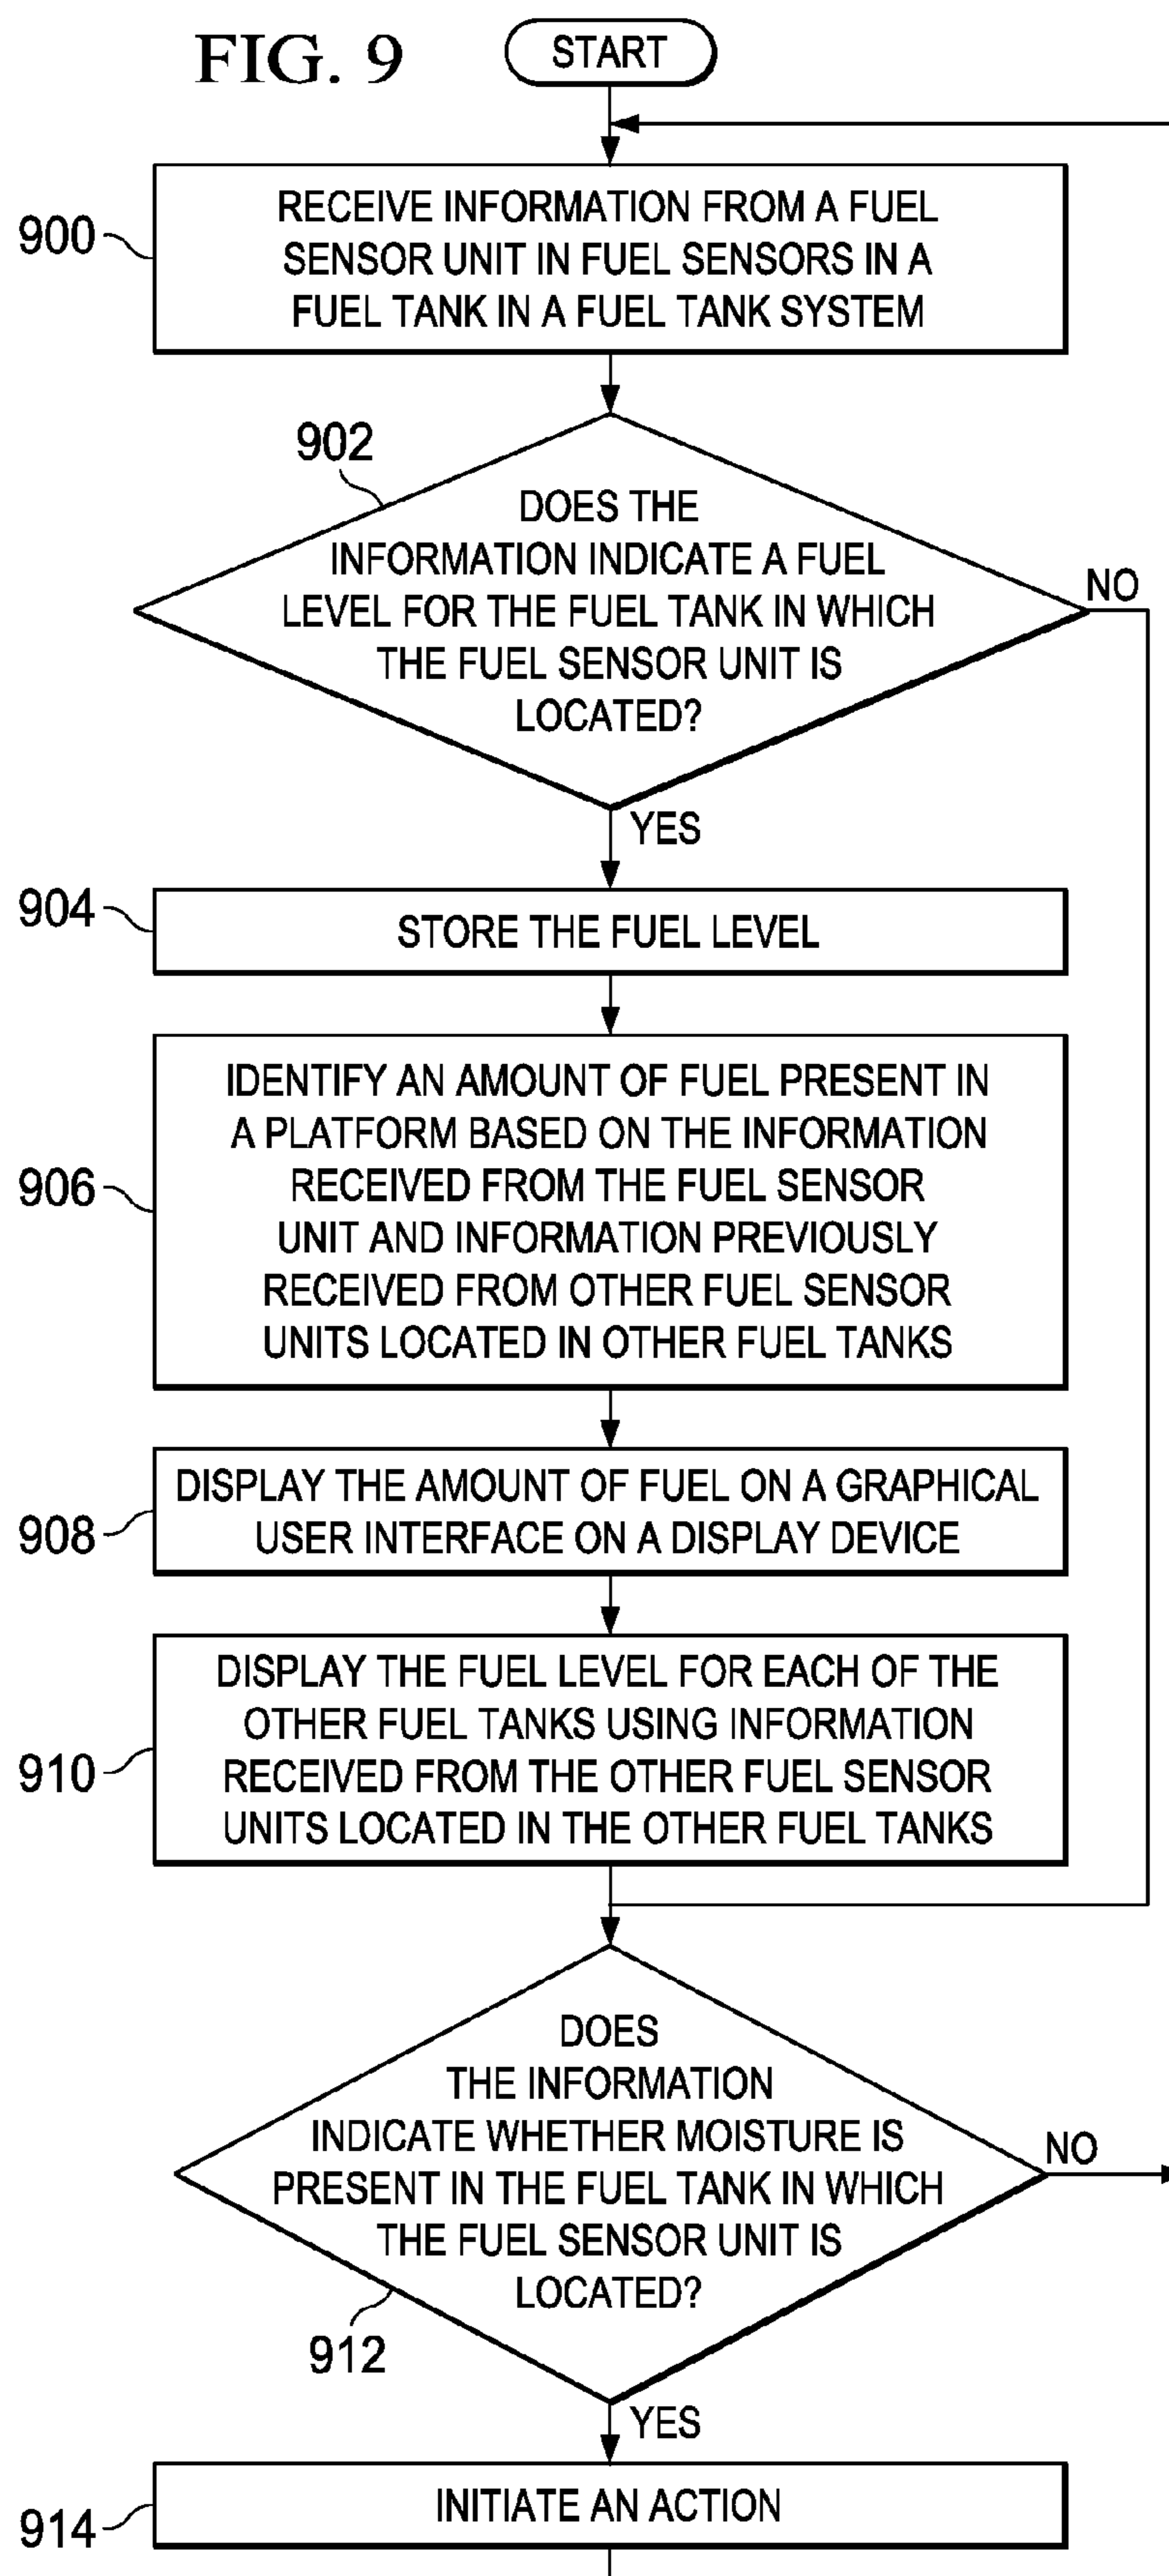 FIG. 9
START
900
RECEIVE INFORMATION FROM A FUEL
SENSOR UNIT IN FUEL SENSORS IN A
FUEL TANK IN A FUEL TANK SYSTEM
902
DOES THE
INFORMATION INDICATE A FUEL
LEVEL FOR THE FUEL TANK IN WHICH
THE FUEL SENSOR UNIT IS
LOCATED?
NO
YES
904
STORE THE FUEL LEVEL
906
IDENTIFY AN AMOUNT OF FUEL PRESENT IN
A PLATFORM BASED ON THE INFORMATION
RECEIVED FROM THE FUEL SENSOR
UNIT AND INFORMATION PREVIOUSLY
RECEIVED FROM OTHER FUEL SENSOR
UNITS LOCATED IN OTHER FUEL TANKS
908
DISPLAY THE AMOUNT OF FUEL ON A GRAPHICAL
USER INTERFACE ON A DISPLAY DEVICE
910
DISPLAY THE FUEL LEVEL FOR EACH OF THE
OTHER FUEL TANKS USING INFORMATION
RECEIVED FROM THE OTHER FUEL SENSOR
UNITS LOCATED IN THE OTHER FUEL TANKS
DOES
THE INFORMATION
INDICATE WHETHER MOISTURE IS
PRESENT IN THE FUEL TANK IN WHICH
THE FUEL SENSOR UNIT IS
LOCATED?
NO
912
YES
914
INITIATE AN ACTION